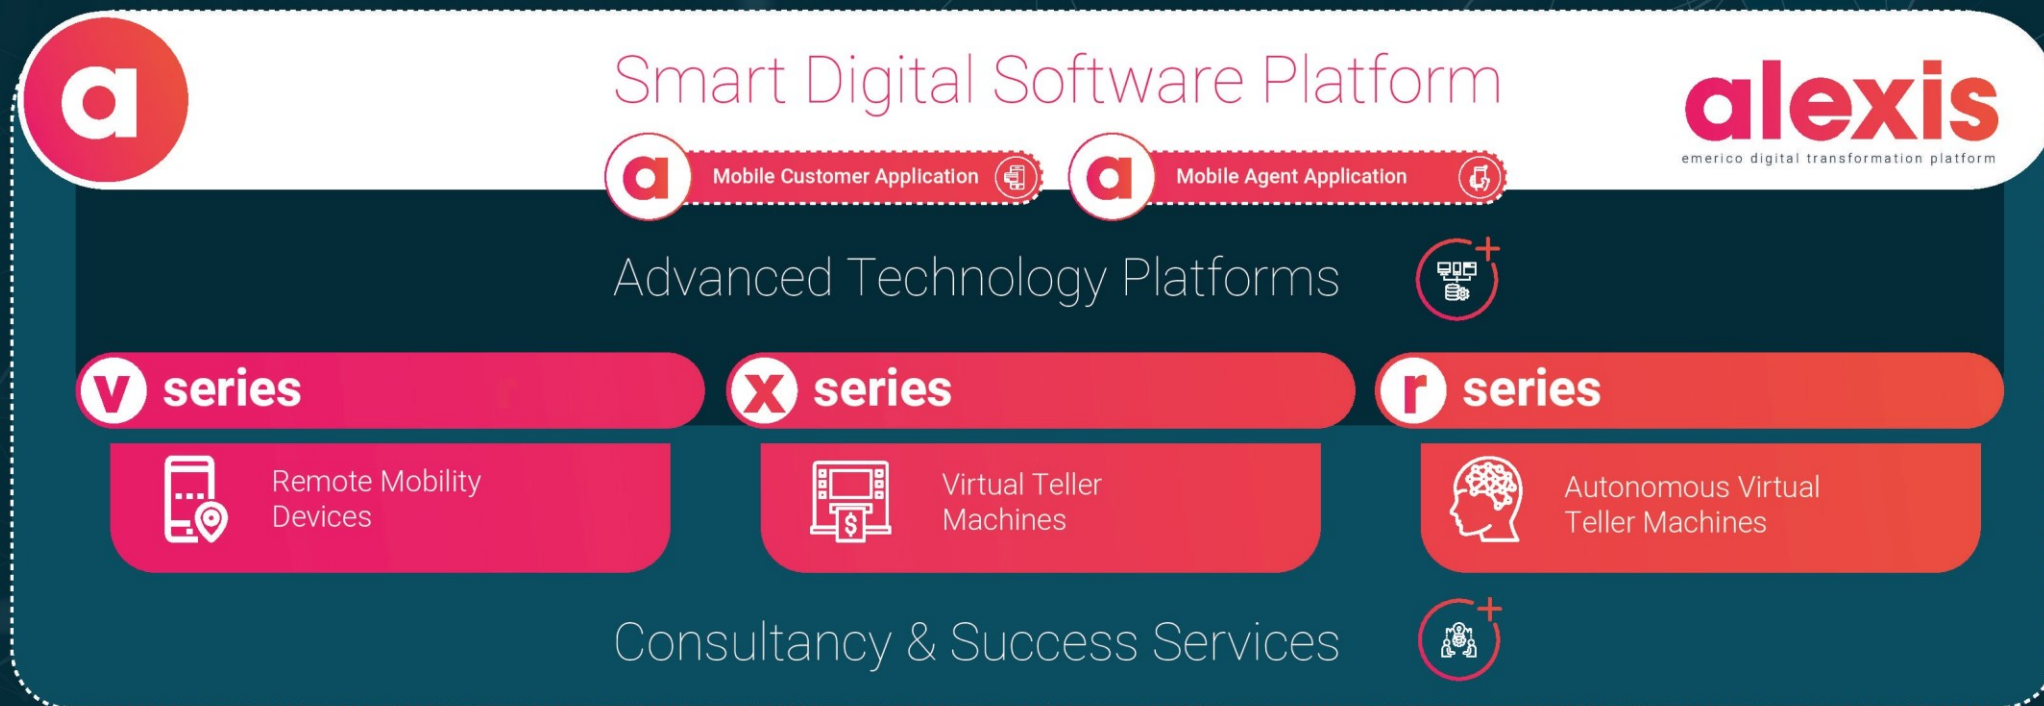 a
Smart Digital Software Platform
alexis
emerico digital transformation platform
a Mobile Customer Application
a Mobile Agent Application
Advanced Technology Platforms
v series
x series
r series
Remote Mobility
Devices
$
Virtual Teller
Machines
Autonomous Virtual
Teller Machines
Consultancy & Success Services